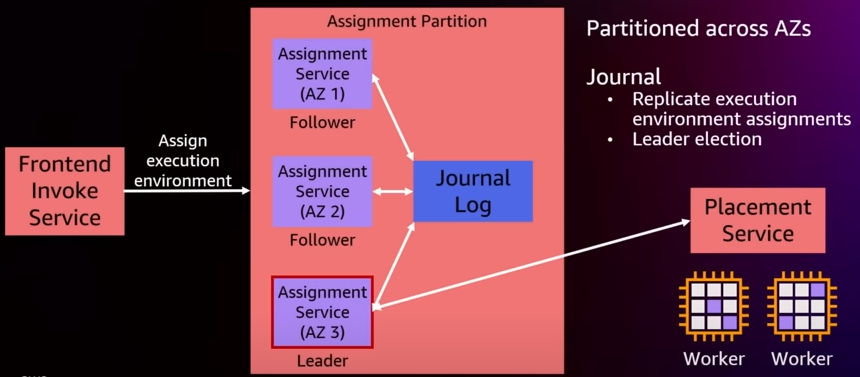 Assignment Partition
Assignment
Service
(AZ 1)
Follower
Assign
execution
environment
Frontend
Invoke
Service
Assignment
Service
(AZ 2)
Follower
Journal
Log
Assignment
Service
(AZ 3)
Leader
Partitioned across AZs
Journal
• Replicate execution
environment assignments
• Leader election
Placement
Service
Worker
Worker